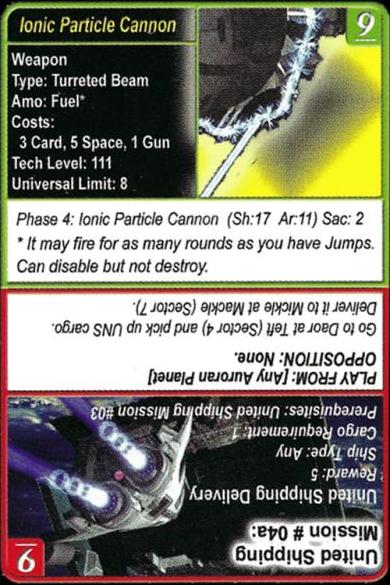 Ionic Particle Cannon
9
Weapon
Type: Turreted Beam
Amo: Fuel*
Costs:
3 Card, 5 Space, 1 Gun
Tech Level: 111
Universal Limit: 8
Phase 4: Ionic Particle Cannon (Sh:17 Ar:11) Sac: 2
* It may fire for as many rounds as you have Jumps.
Can disable but not destroy.
9
United Shipping
Mission # 04a:
United Shipping Delivery
Reward: 5
Ship Type: Any
Cargo Requirement: 1
Prerequisites: United Shipping Mission #03
PLAY FROM: [Any Auroran Planet]
OPPOSITION: None.
Go to Daor at Teft (Sector 4) and pick up UNS cargo.
Deliver it to Mickle at Mackle (Sector 7).